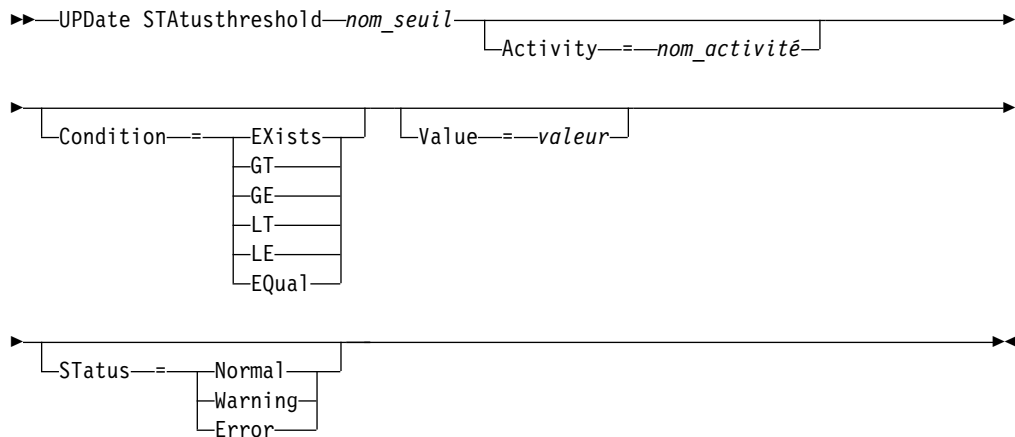 UPDate STAtusthreshold nom_seuil
Activity = nom_activité
Condition = EXists
GT
GE
LT
LE
EQual
Value = valeur
STatus = Normal
Warning
Error